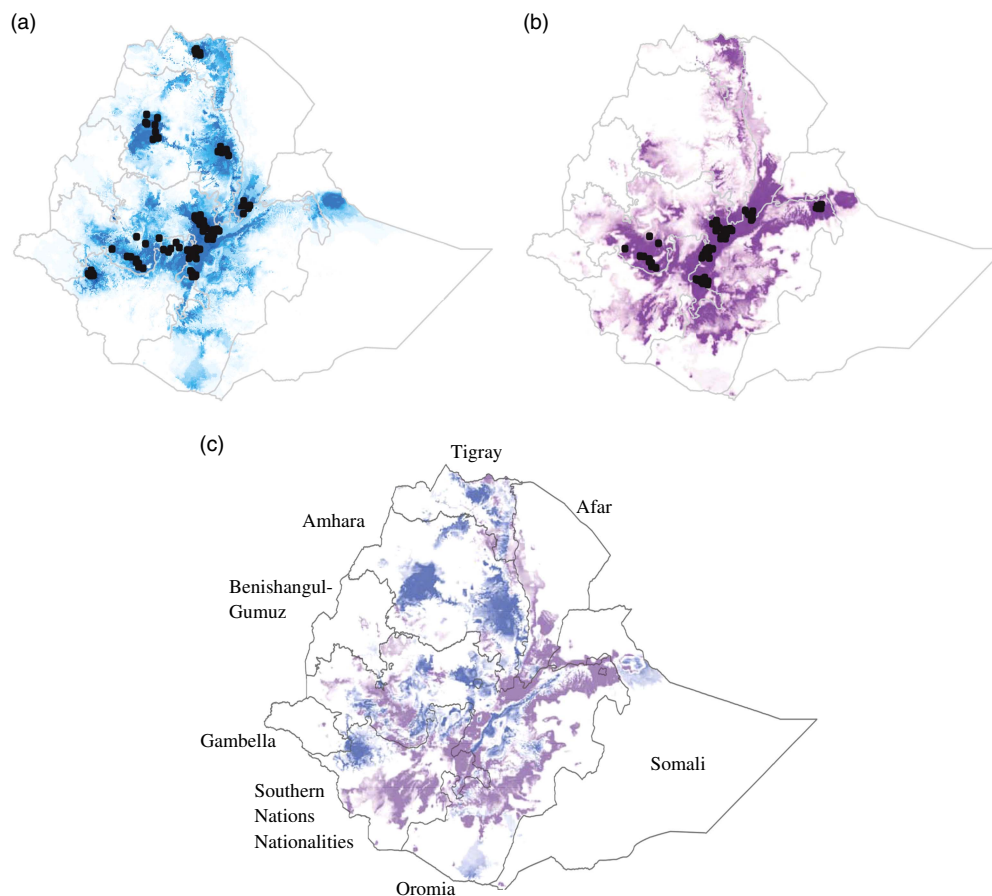 (a)
(b)
(c)
Tigray
Afar
Amhara
Benishangul-
Gumuz
Gambella
Somali
Southern
Nations
Nationalities
Oromia